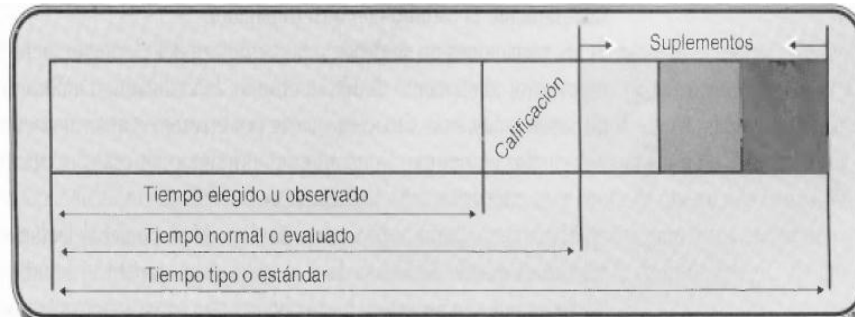 Suplementos
Calificación
Tiempo elegido u observado
Tiempo normal o evaluado
Tiempo tipo o estándar